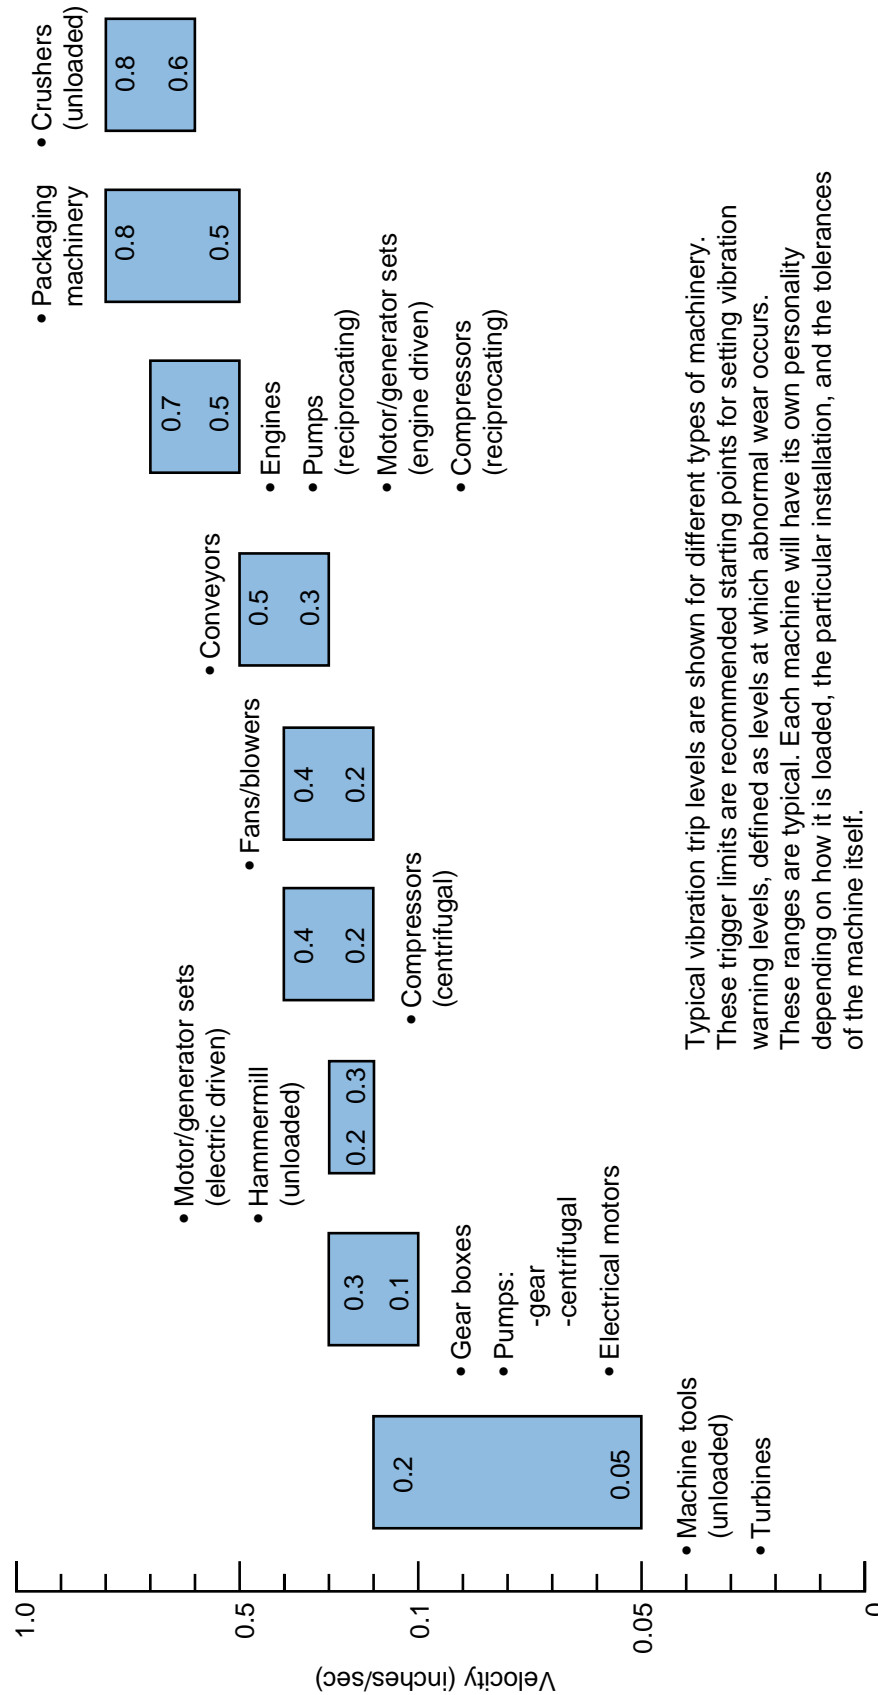 Velocity (inches/sec)
1.0
0.5
0.1
0.05
0
0.2
0.05
• Machine tools
(unloaded)
• Turbines
0.3
0.1
• Gear boxes
• Pumps:
-gear
-centrifugal
• Electrical motors
• Motor/generator sets
(electric driven)
• Hammermill
(unloaded)
0.2 0.3
0.4
0.2
• Compressors
(centrifugal)
• Fans/blowers
0.4
0.2
• Conveyors
0.5
0.3
0.7
0.5
• Engines
• Pumps
(reciprocating)
• Motor/generator sets
(engine driven)
• Compressors
(reciprocating)
• Packaging
machinery
0.8
0.5
• Crushers
(unloaded)
0.8
0.6
Typical vibration trip levels are shown for different types of machinery.
These trigger limits are recommended starting points for setting vibration
warning levels, defined as levels at which abnormal wear occurs.
These ranges are typical. Each machine will have its own personality
depending on how it is loaded, the particular installation, and the tolerances
of the machine itself.